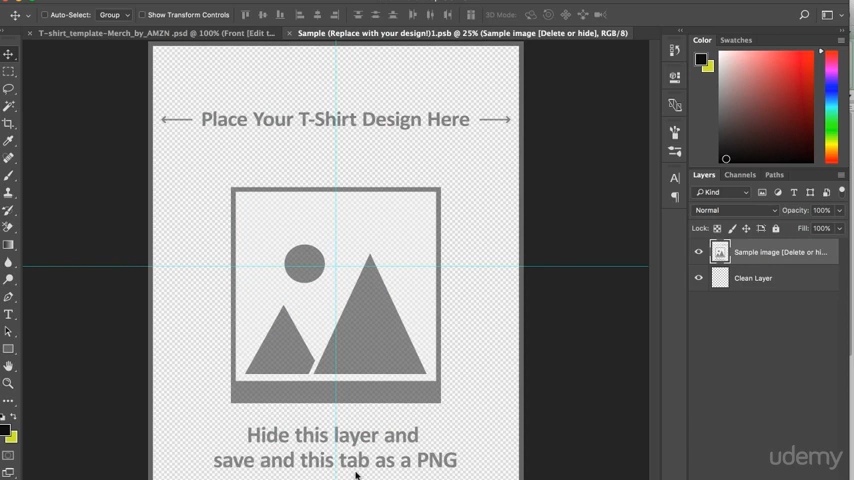 Auto-Select: Group Show Transform Controls 3D Mode:
× T-shirt_template-Merch_by_AMZN .psd @ 100% (Front [Edit t... × Sample (Replace with your design!)1.psb @ 25% (Sample image [Delete or hide], RGB/8)
Color Swatches
Place Your T-Shirt Design Here
Layers Channels Paths
Kind
Normal Opacity: 100%
Lock: Fill: 100%
Sample image [Delete or hi...
Clean Layer
Hide this layer and
save and this tab as a PNG
udemy